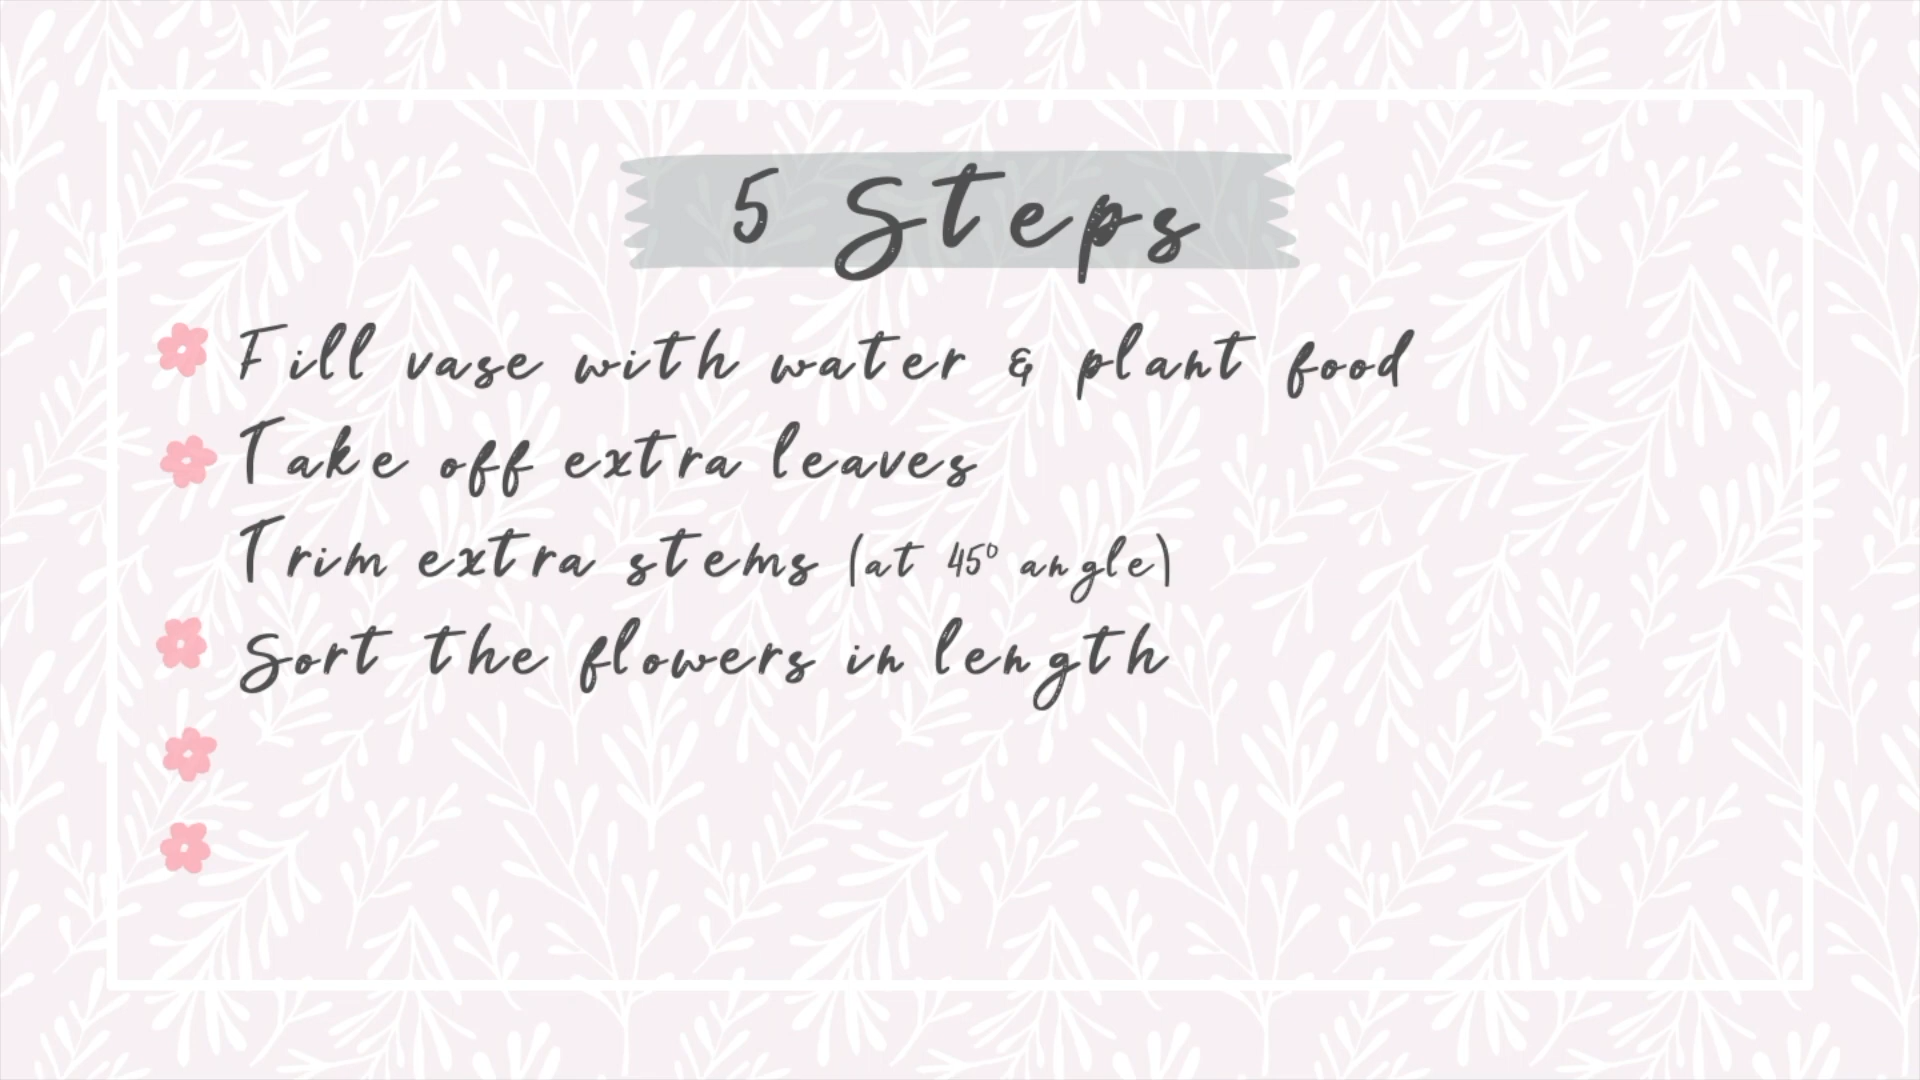 5 Steps
Fill vase with water & plant food
Take off extra leaves
Trim extra stems (at 45° angle)
Sort the flowers in length